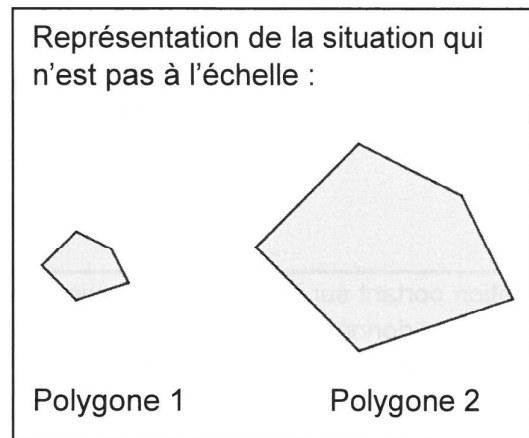 Représentation de la situation qui
n'est pas à l'échelle :
Polygone 1
Polygone 2